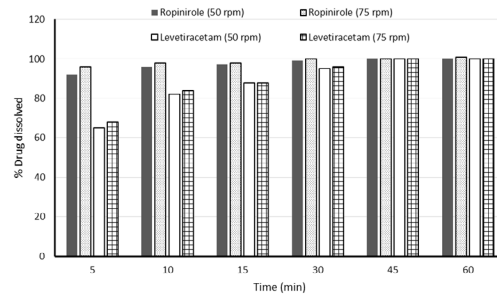 Ropinirole (50 rpm) Ropinirole (75 rpm)
Levetiracetam (50 rpm) Levetiracetam (75 rpm)
120
100
80
60
40
20
0
% Drug dissolved
5 10 15 30 45 60
Time (min)